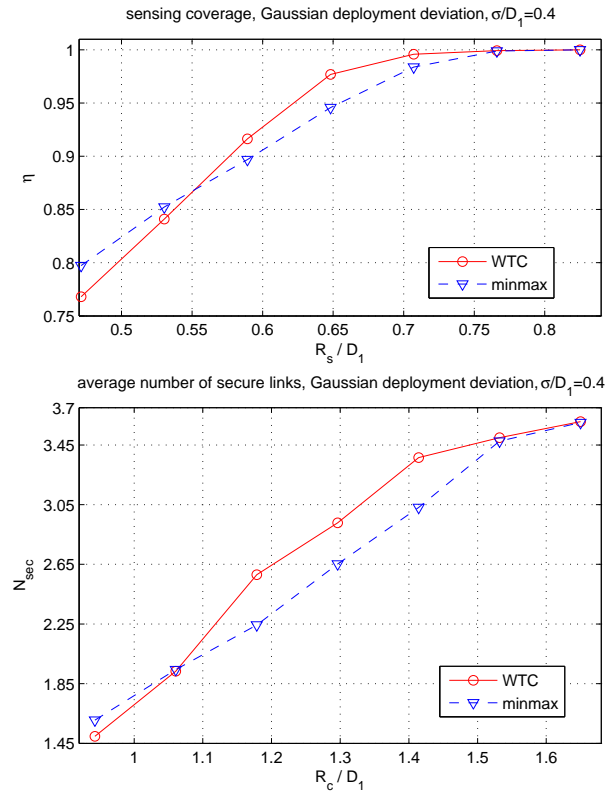 sensing coverage, Gaussian deployment deviation, σ/D₁=0.4
1
0.95
0.9
0.85
0.8
0.75
η
WTC
minmax
0.5 0.55 0.6 0.65 0.7 0.75 0.8
Rₛ / D₁
average number of secure links, Gaussian deployment deviation, σ/D₁=0.4
3.7
3.45
3.05
2.65
2.25
1.85
1.45
N_sec
WTC
minmax
1 1.1 1.2 1.3 1.4 1.5 1.6
R_c / D₁